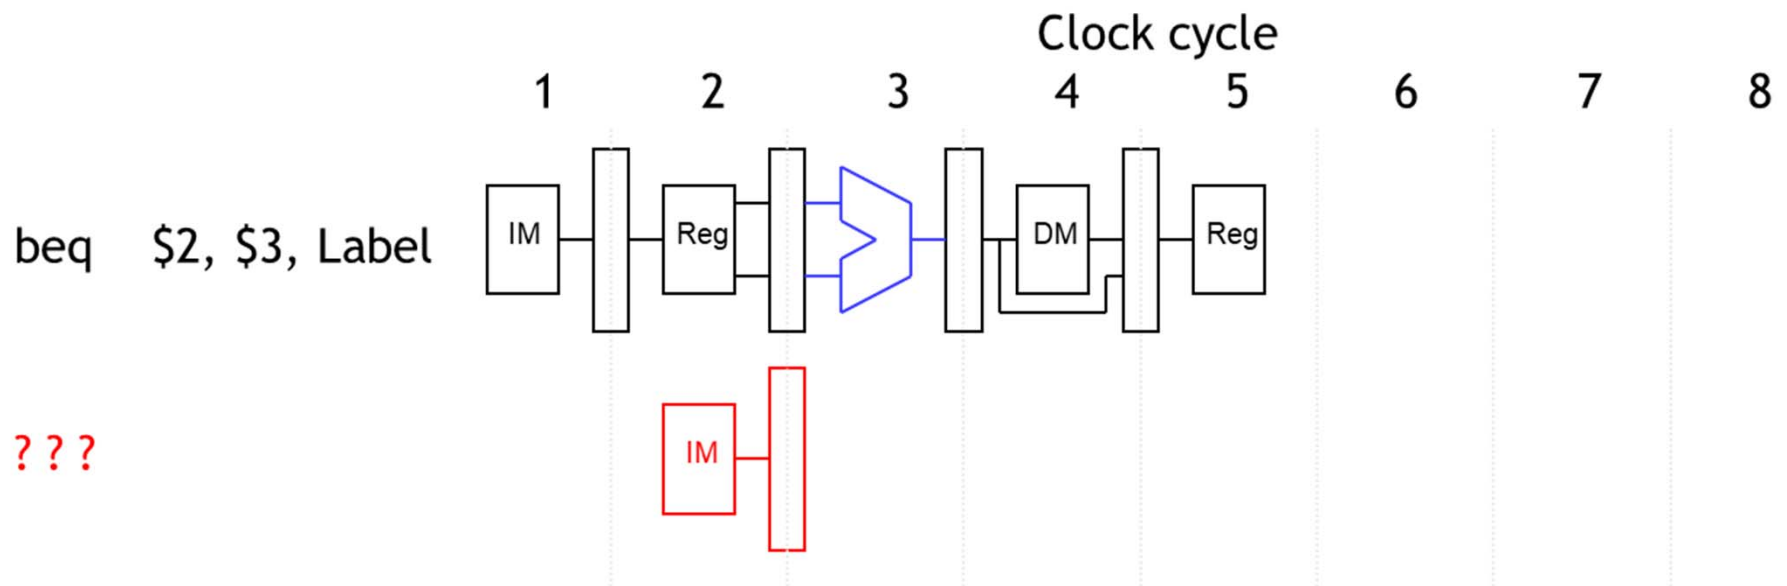 Clock cycle
1 2 3 4 5 6 7 8
beq $2, $3, Label IM Reg DM Reg
? ? ? IM